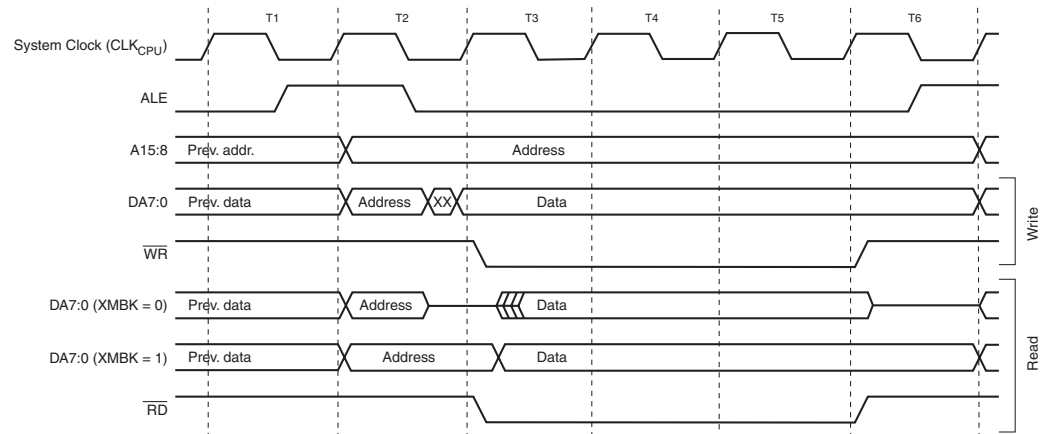 T1 T2 T3 T4 T5 T6
System Clock (CLKCPU)
ALE
A15:8 Prev. addr. Address
DA7:0 Prev. data Address XX Data
WR
Write
DA7:0 (XMBK = 0) Prev. data Address Data
DA7:0 (XMBK = 1) Prev. data Address Data
RD
Read